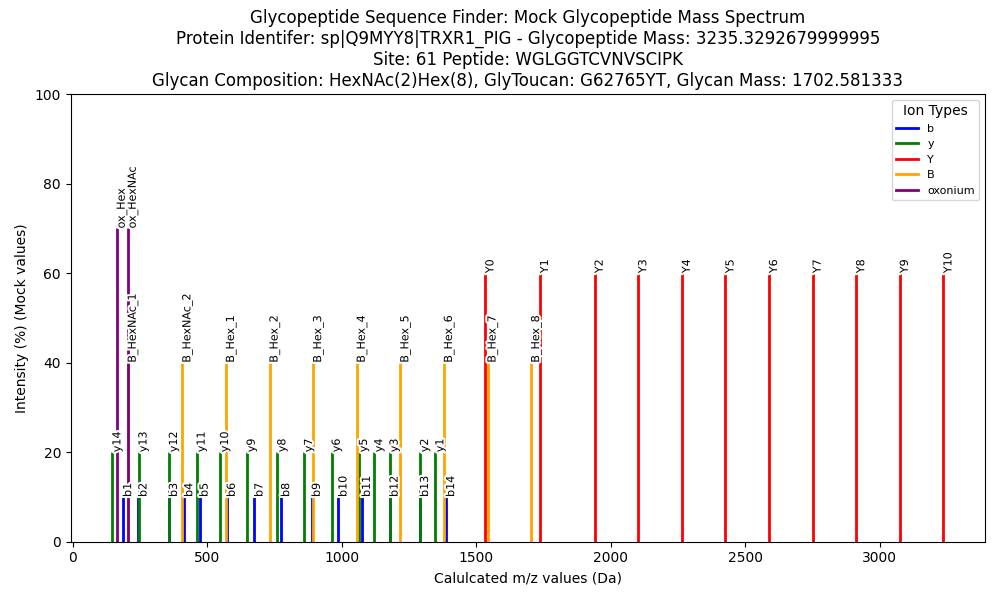 Glycopeptide Sequence Finder: Mock Glycopeptide Mass Spectrum
Protein Identifer: sp|Q9MYY8|TRXR1_PIG - Glycopeptide Mass: 3235.3292679999995
Site: 61 Peptide: WGLGGTCVNVSCIPK
Glycan Composition: HexNAc(2)Hex(8), GlyToucan: G62765YT, Glycan Mass: 1702.581333
Intensity (%) (Mock values)
100
80
60
40
20
0
Ion Types
b
y
Y
B
oxonium
ox_Hex
ox_HexNAc
Y0
Y1
Y2
Y3
Y4
Y5
Y6
Y7
Y8
Y9
Y10
B_HexNAc_1
B_HexNAc_2
B_Hex_1
B_Hex_2
B_Hex_3
B_Hex_4
B_Hex_5
B_Hex_6
B_Hex_7
B_Hex_8
y14
y13
y12
y11
y10
y9
y8
y7
y6
y5
y4
y3
y2
y1
b1
b2
b3
b4
b5
b6
b7
b8
b9
b10
b11
b12
b13
b14
0
500
1000
1500
2000
2500
3000
Calulcated m/z values (Da)